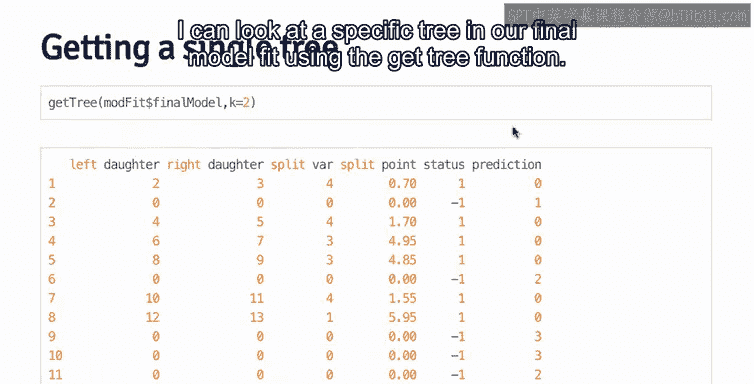 Getting a single tree
I can look at a specific tree in our final
model fit using the get tree function.
getTree(modFit$finalModel,k=2)
left daughter right daughter split var split point status prediction
1 2 3 4 0.70 1 0
2 0 0 0 0.00 -1 1
3 4 5 4 1.70 1 0
4 6 7 3 4.95 1 0
5 8 9 3 4.85 1 0
6 0 0 0 0.00 -1 2
7 10 11 4 1.55 1 0
8 12 13 1 5.95 1 0
9 0 0 0 0.00 -1 3
10 0 0 0 0.00 -1 3
11 0 0 0 0.00 -1 2